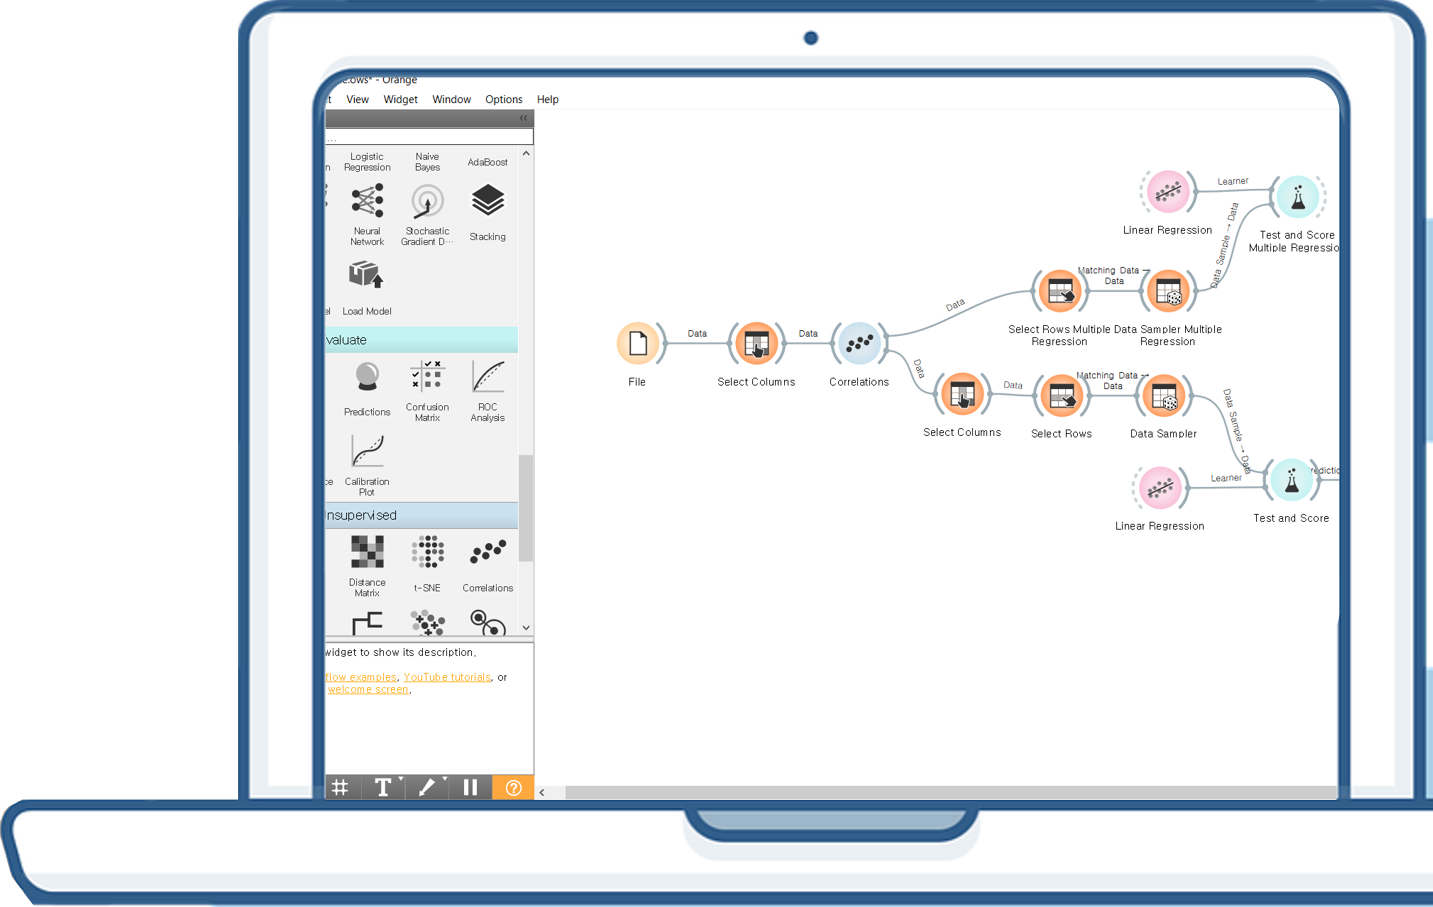 .ows* - Orange
View Widget Window Options Help
...
Logistic
Regression
Naive
Bayes
AdaBoost
Neural
Network
Stochastic
Gradient D...
Stacking
Load Model
valuate
Predictions
Confusion
Matrix
ROC
Analysis
Calibration
Plot
nsupervised
Distance
Matrix
t-SNE
Correlations
widget to show its description.
flow examples, YouTube tutorials, or
welcome screen.
File
Data
Select Columns
Data
Correlations
Data
Select Rows Multiple
Regression
Matching Data →
Data
Data Sampler Multiple
Regression
Data Sample → Data
Linear Regression
Learner
Test and Score
Multiple Regressio
Data
Select Columns
Data
Select Rows
Matching Data →
Data
Data Sampler
Data Sample → Data
Linear Regression
Learner
Test and Score
redictic